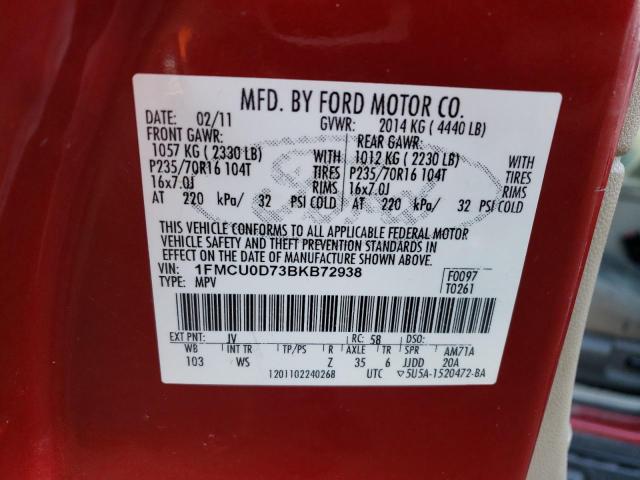 MFD. BY FORD MOTOR CO.
DATE: 02/11 GVWR: 2014 KG ( 4440 LB)
FRONT GAWR: REAR GAWR:
1057 KG ( 2330 LB) WITH 1012 KG ( 2230 LB) WITH
P235/70R16 104T TIRES P235/70R16 104T TIRES
16x7.0J RIMS 16x7.0J RIMS
AT 220 kPa/ 32 PSI COLD AT 220 kPa/ 32 PSI COLD
THIS VEHICLE CONFORMS TO ALL APPLICABLE FEDERAL MOTOR
VEHICLE SAFETY AND THEFT PREVENTION STANDARDS IN
EFFECT ON THE DATE OF MANUFACTURE SHOWN ABOVE.
VIN: 1FMCU0D73BKB72938 F0097
TYPE: MPV T0261
EXT PNT: JV RC: 58 DSO:
WB INT TR TP/PS R AXLE TR SPR AM71A
103 WS Z 35 6 JJDD 20A
1201102240268 UTC ▽5U5A-1520472-BA